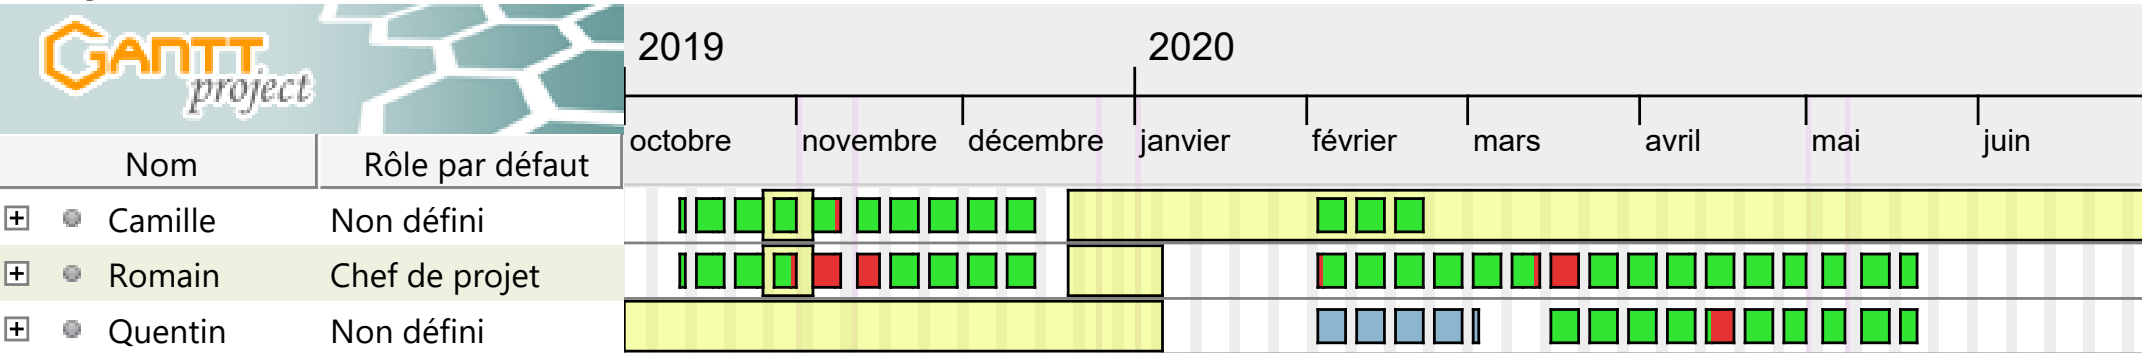 GANTT
project
2019 2020
octobre novembre décembre janvier février mars avril mai juin
Nom Rôle par défaut
Camille Non défini
Romain Chef de projet
Quentin Non défini